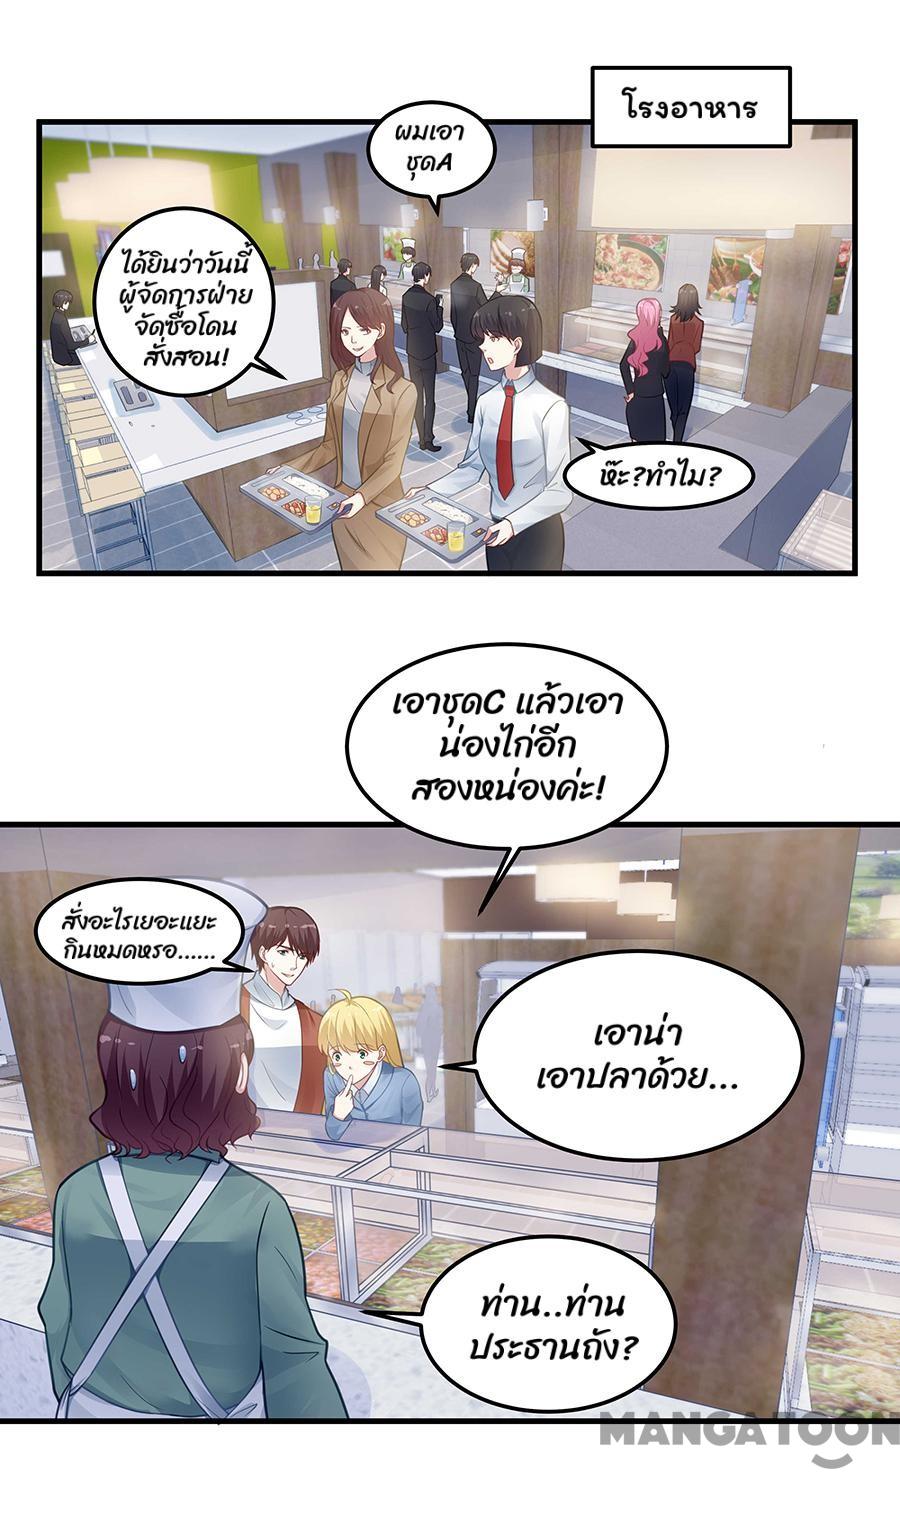 โรงอาหาร
ผมเอา
ชุดA
ได้ยินว่าวันนี้
ผู้จัดการฝ่าย
จัดซื้อโดน
สั่งสอน!
ห๊ะ?ทำไม?
เอาชุดC แล้วเอา
น่องไก่อีก
สองหน่องค่ะ!
สั่งอะไรเยอะแยะ
กินหมดหรอ......
เอาน่า
เอาปลาด้วย...
ท่าน..ท่าน
ประธานถัง?
MANGATOON